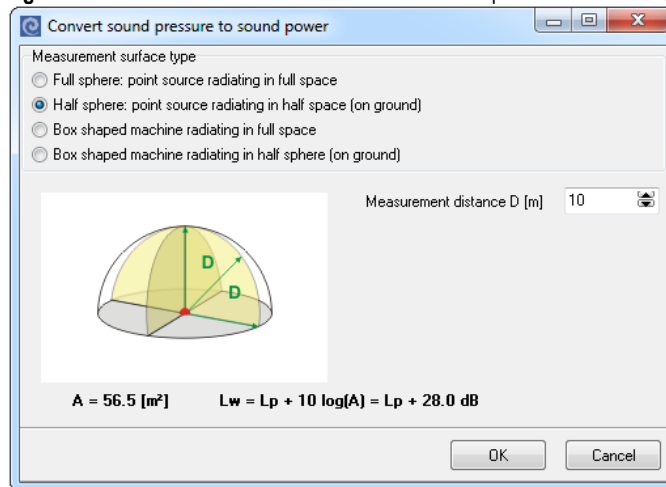 Convert sound pressure to sound power
Measurement surface type
Full sphere: point source radiating in full space
Half sphere: point source radiating in half space (on ground)
Box shaped machine radiating in full space
Box shaped machine radiating in half sphere (on ground)
Measurement distance D [m] 10
D
D
A = 56.5 [m²] Lw = Lp + 10 log(A) = Lp + 28.0 dB
OK Cancel